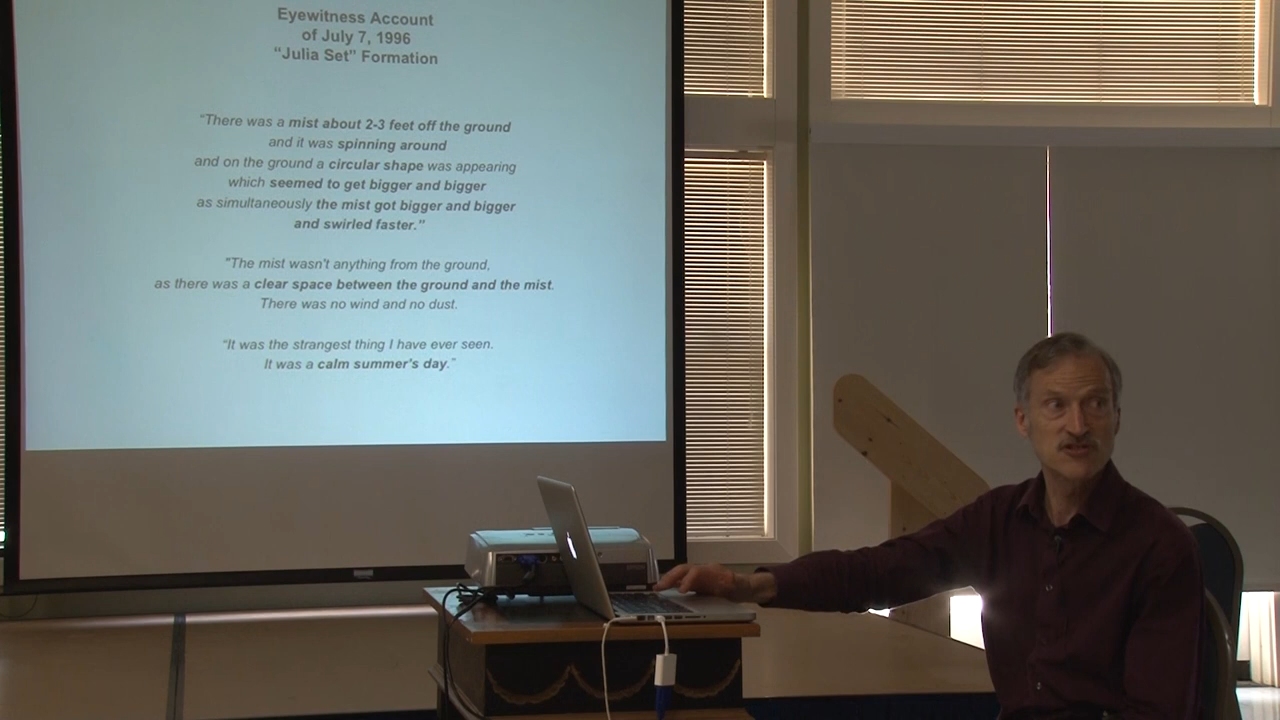 Eyewitness Account
of July 7, 1996
“Julia Set” Formation
“There was a mist about 2-3 feet off the ground
and it was spinning around
and on the ground a circular shape was appearing
which seemed to get bigger and bigger
as simultaneously the mist got bigger and bigger
and swirled faster."
"The mist wasn't anything from the ground,
as there was a clear space between the ground and the mist.
There was no wind and no dust.
“It was the strangest thing I have ever seen.
It was a calm summer's day.”